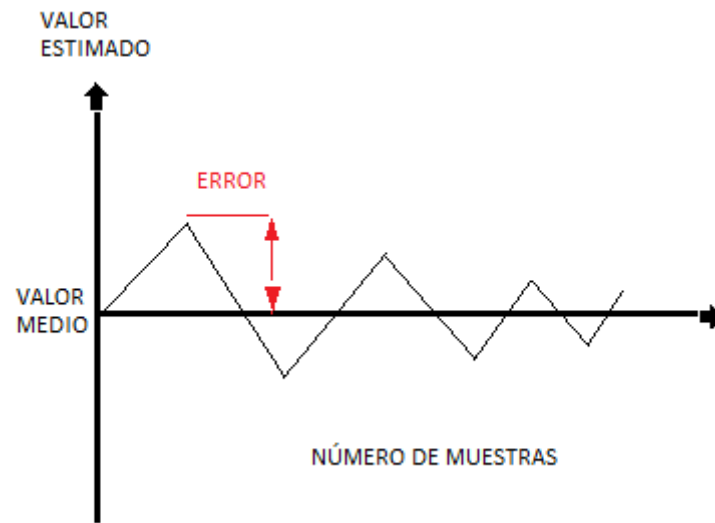 VALOR
ESTIMADO
ERROR
VALOR
MEDIO
NÚMERO DE MUESTRAS